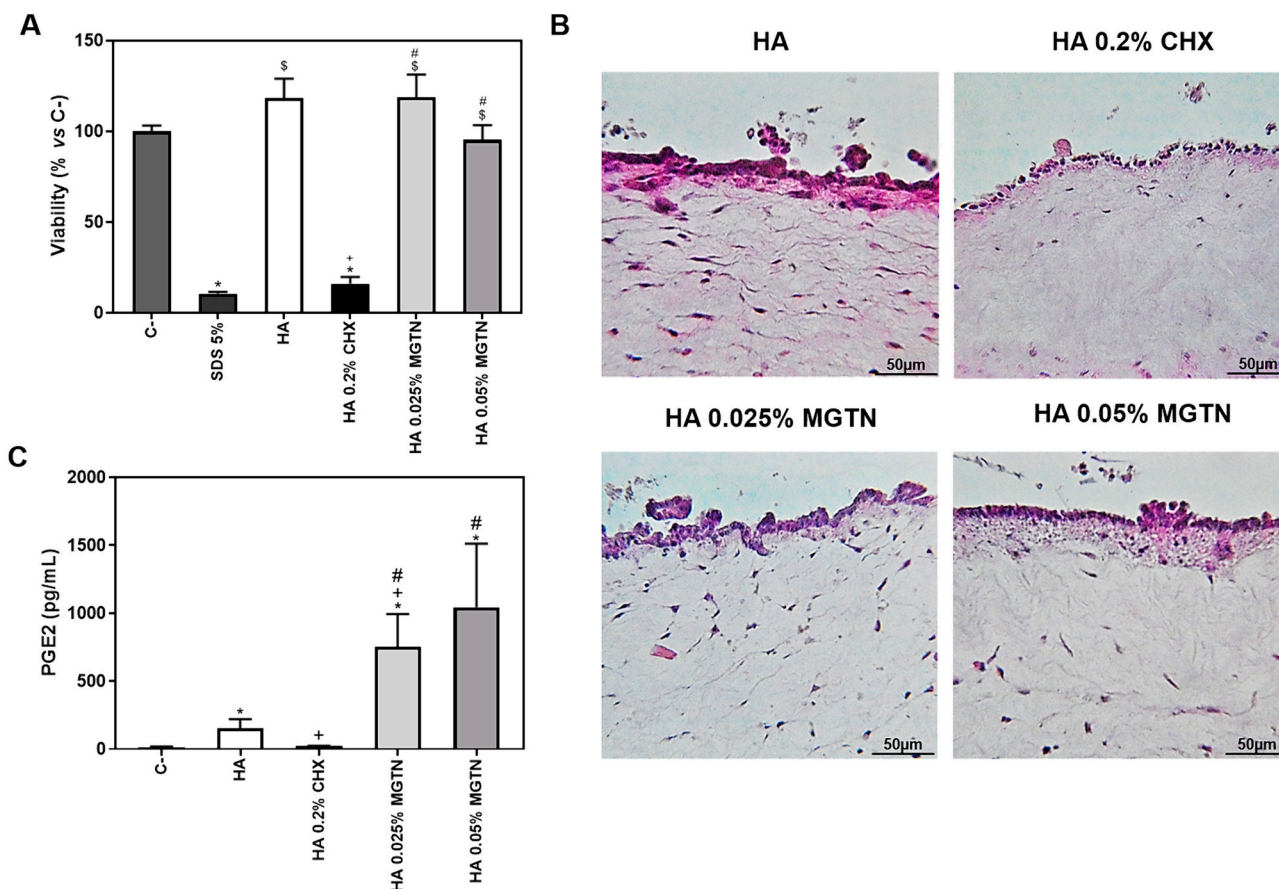 A
150
100
50
0
Viability (% vs C-)
*
$
+
*
#
$
#
$
C-
SDS 5%
HA
HA 0.2% CHX
HA 0.025% MGTN
HA 0.05% MGTN
B
HA
HA 0.2% CHX
50µm
50µm
HA 0.025% MGTN
HA 0.05% MGTN
50µm
50µm
C
2000
1500
1000
500
0
PGE2 (pg/mL)
*
+
#
+
*
#
*
C-
HA
HA 0.2% CHX
HA 0.025% MGTN
HA 0.05% MGTN